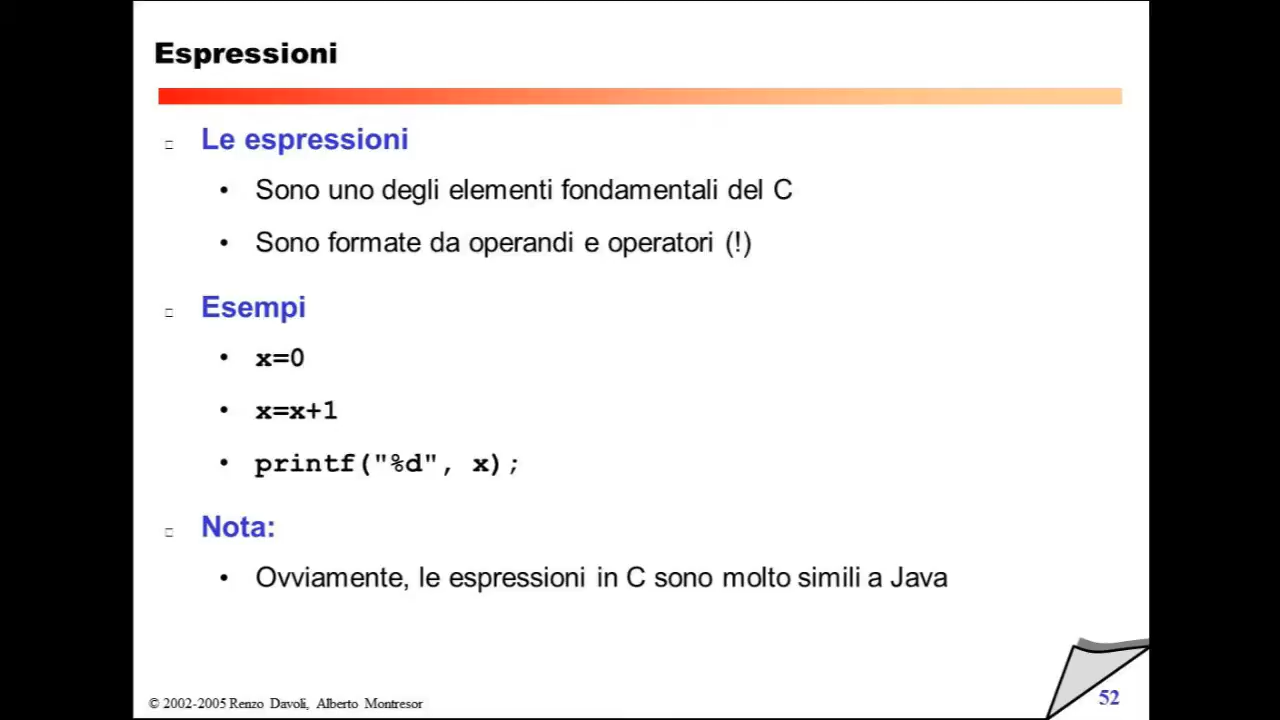 Espressioni
Le espressioni
• Sono uno degli elementi fondamentali del C
• Sono formate da operandi e operatori (!)
Esempi
• x=0
• x=x+1
• printf("%d", x);
Nota:
• Ovviamente, le espressioni in C sono molto simili a Java
© 2002-2005 Renzo Davoli, Alberto Montresor
52